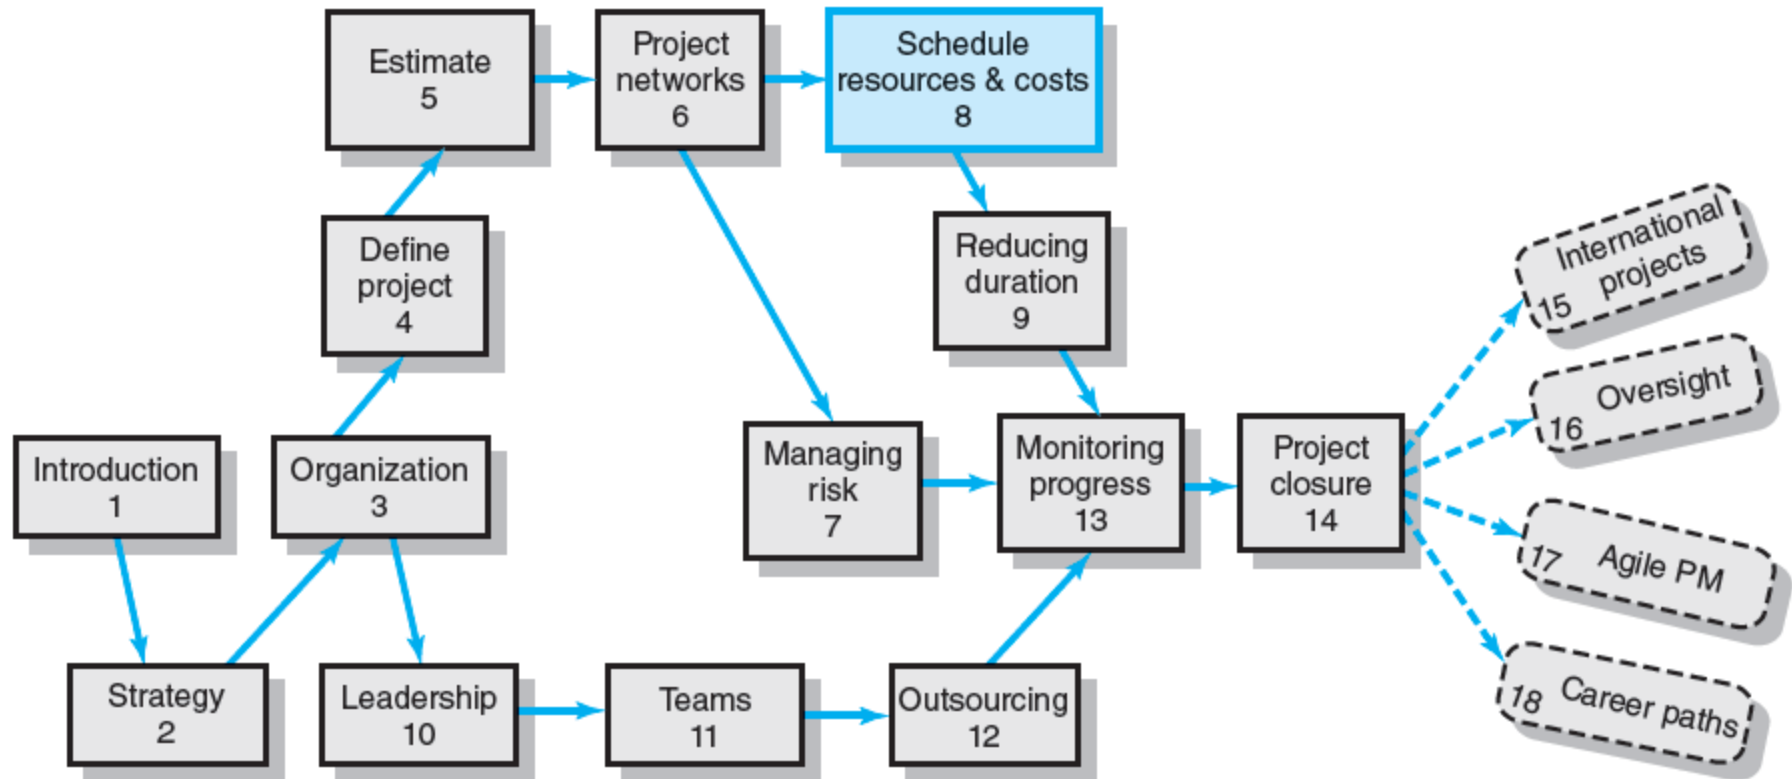 Estimate
5
Project
networks
6
Schedule
resources & costs
8
Define
project
4
Reducing
duration
9
International
projects
15
Oversight
16
Introduction
1
Organization
3
Managing
risk
7
Monitoring
progress
13
Project
closure
14
Agile PM
17
Strategy
2
Leadership
10
Teams
11
Outsourcing
12
Career paths
18